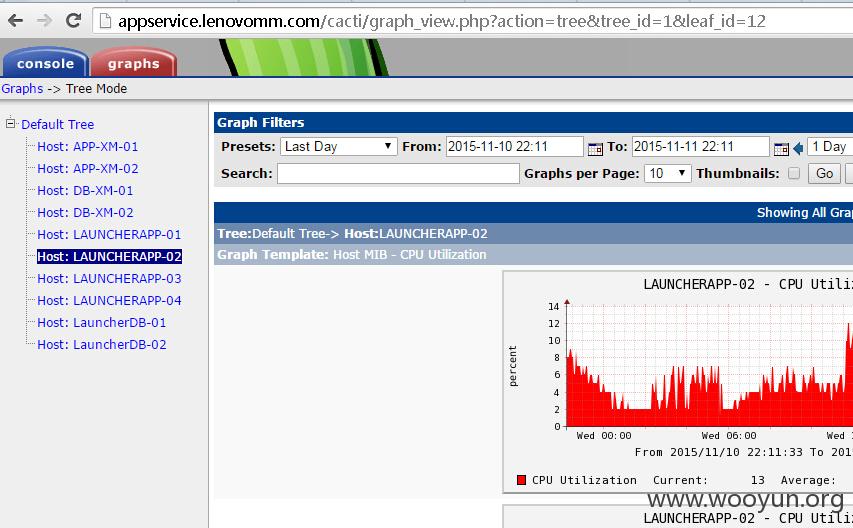 appservice.lenovomm.com/cacti/graph_view.php?action=tree&tree_id=1&leaf_id=12
console graphs
Graphs -> Tree Mode
Default Tree
Host: APP-XM-01
Host: APP-XM-02
Host: DB-XM-01
Host: DB-XM-02
Host: LAUNCHERAPP-01
Host: LAUNCHERAPP-02
Host: LAUNCHERAPP-03
Host: LAUNCHERAPP-04
Host: LauncherDB-01
Host: LauncherDB-02
Graph Filters
Presets: Last Day From: 2015-11-10 22:11 To: 2015-11-11 22:11 1 Day
Search: Graphs per Page: 10 Thumbnails: Go
Showing All Gra
Tree:Default Tree-> Host:LAUNCHERAPP-02
Graph Template: Host MIB - CPU Utilization
LAUNCHERAPP-02 - CPU Utiliz
14
12
10
8
6
4
2
0
percent
Wed 00:00 Wed 06:00 Wed 1
From 2015/11/10 22:11:33 To 201
CPU Utilization Current: 13 Average:
www.wooyun.org
LAUNCHERAPP-02 - CPU Utiliz